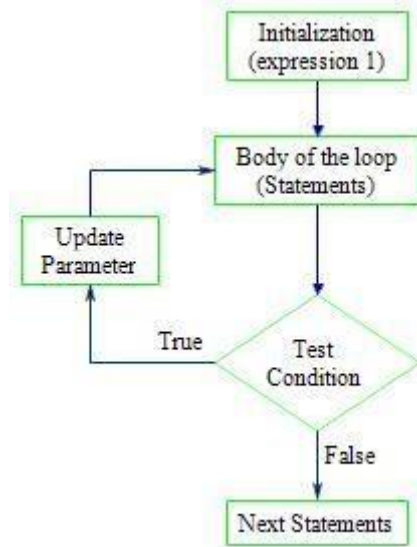 Initialization
(expression 1)
Body of the loop
(Statements)
Update
Parameter
True
Test
Condition
False
Next Statements